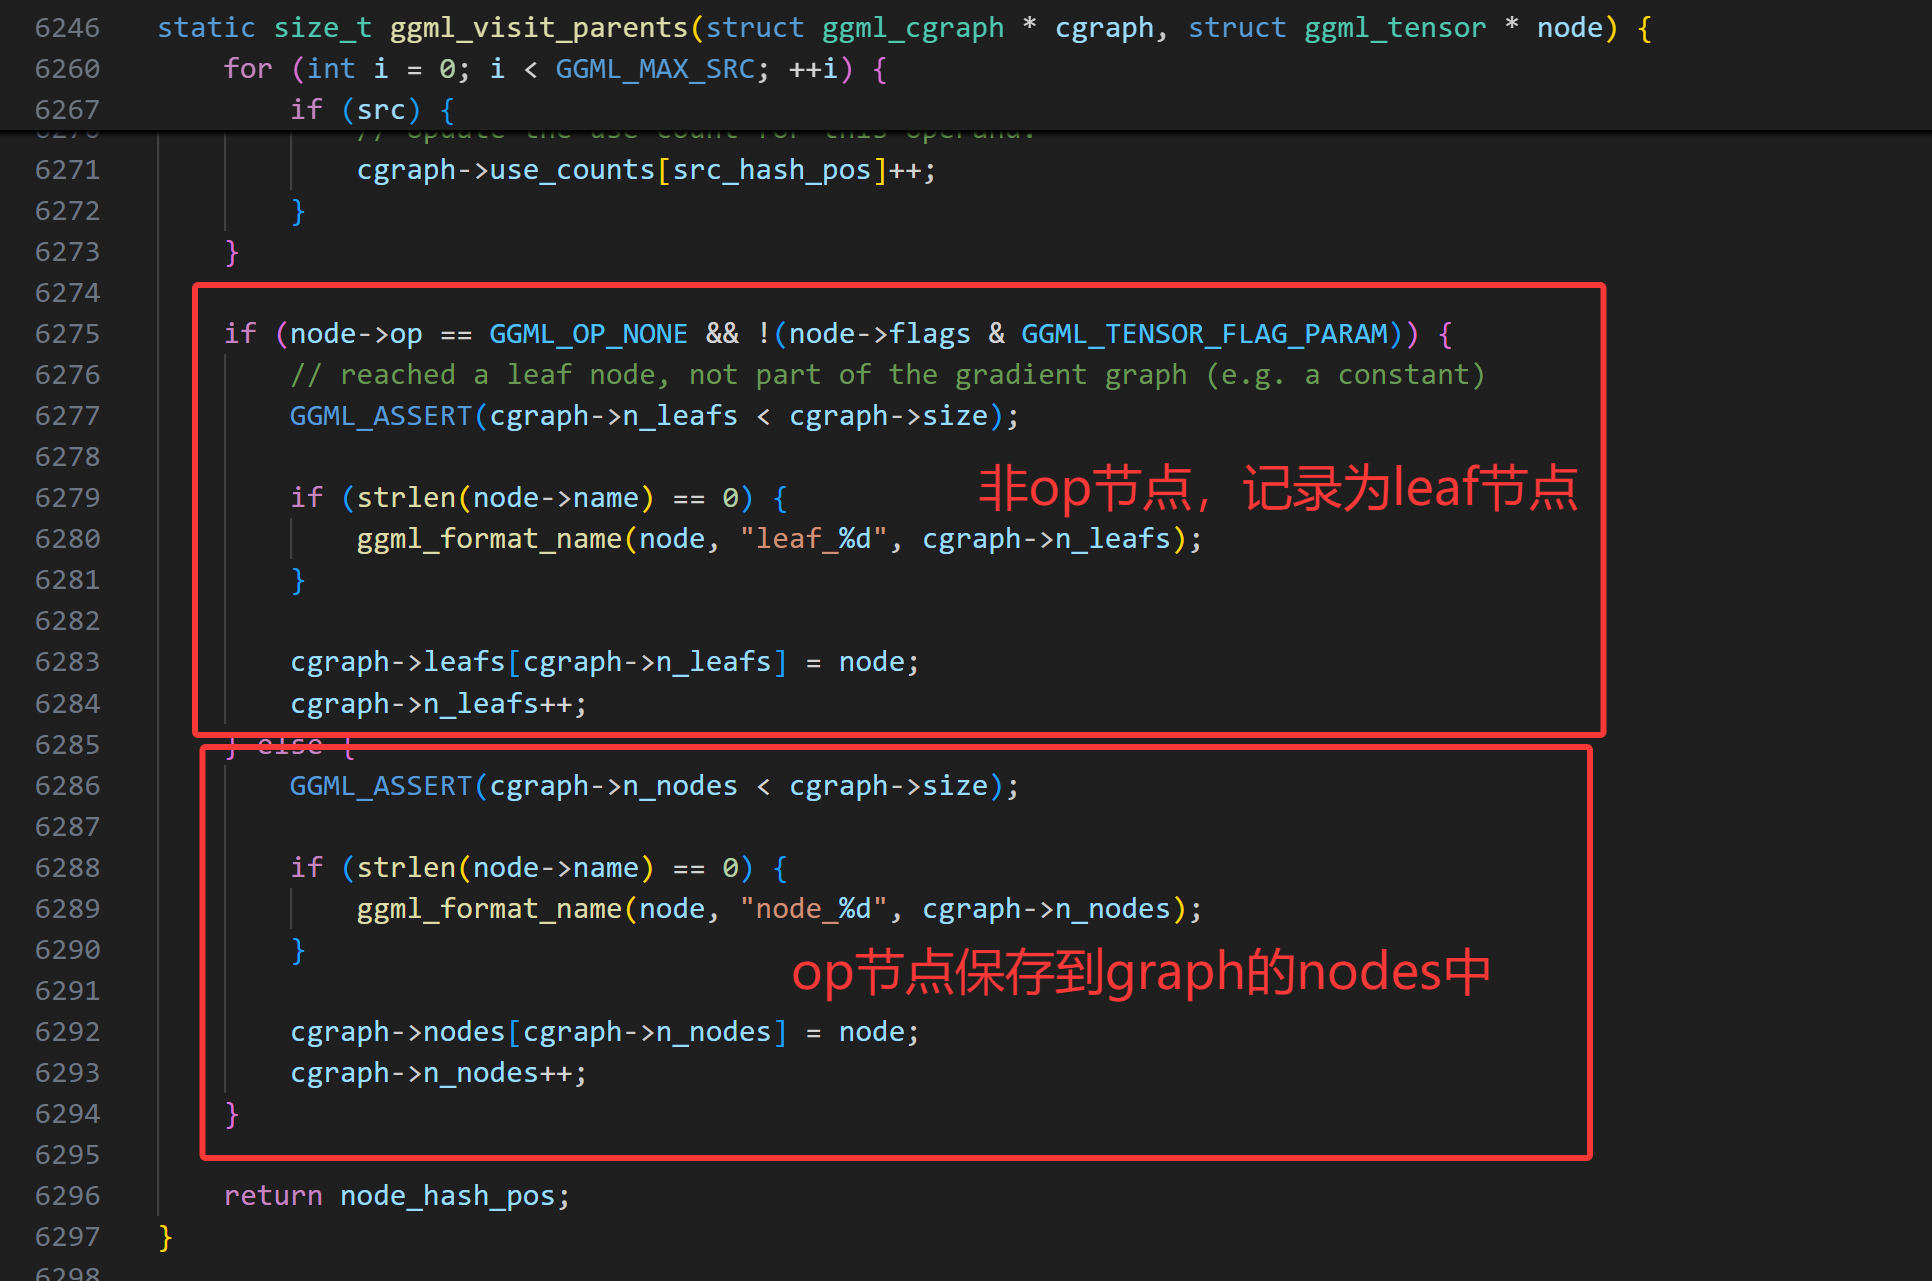 6246 static size_t ggml_visit_parents(struct ggml_cgraph * cgraph, struct ggml_tensor * node) {
6260 for (int i = 0; i < GGML_MAX_SRC; ++i) {
6267 if (src) {
// update the use count for this operand.
6271 cgraph->use_counts[src_hash_pos]++;
6272 }
6273 }
6274
6275 if (node->op == GGML_OP_NONE && !(node->flags & GGML_TENSOR_FLAG_PARAM)) {
6276 // reached a leaf node, not part of the gradient graph (e.g. a constant)
6277 GGML_ASSERT(cgraph->n_leafs < cgraph->size);
6278
6279 if (strlen(node->name) == 0) {
非op节点，记录为leaf节点
6280 ggml_format_name(node, "leaf_%d", cgraph->n_leafs);
6281 }
6282
6283 cgraph->leafs[cgraph->n_leafs] = node;
6284 cgraph->n_leafs++;
6285 } else {
6286 GGML_ASSERT(cgraph->n_nodes < cgraph->size);
6287
6288 if (strlen(node->name) == 0) {
6289 ggml_format_name(node, "node_%d", cgraph->n_nodes);
6290 }
op节点保存到graph的nodes中
6291
6292 cgraph->nodes[cgraph->n_nodes] = node;
6293 cgraph->n_nodes++;
6294 }
6295
6296 return node_hash_pos;
6297 }
6298